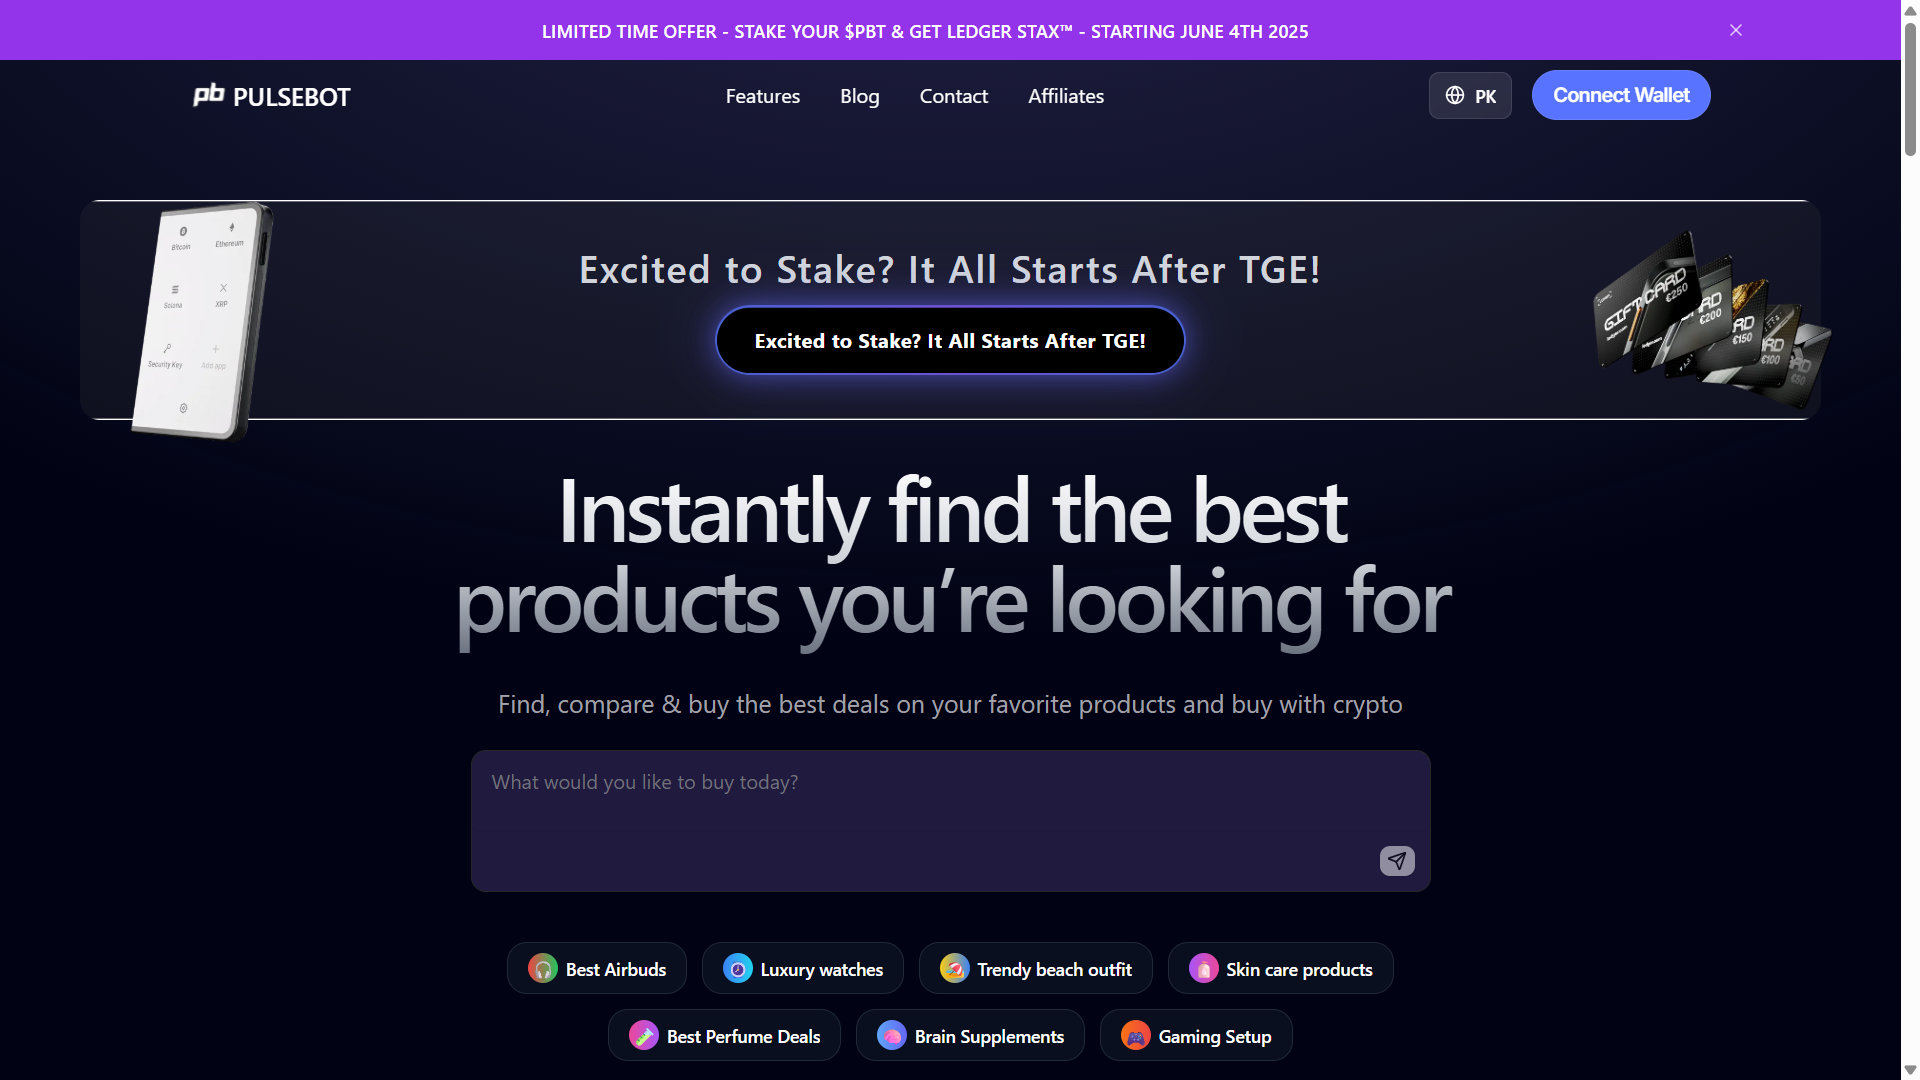 LIMITED TIME OFFER - STAKE YOUR $PBT & GET LEDGER STAX™ - STARTING JUNE 4TH 2025
pb PULSEBOT
Features
Blog
Contact
Affiliates
PK
Connect Wallet
Bitcoin
Ethereum
Solana
XRP
Security Key
Add app
Excited to Stake? It All Starts After TGE!
Excited to Stake? It All Starts After TGE!
GIFT CARD
€250
RD
€200
RD
€150
RD
€100
RD
€50
Instantly find the best
products you’re looking for
Find, compare & buy the best deals on your favorite products and buy with crypto
What would you like to buy today?
Best Airbuds
Luxury watches
Trendy beach outfit
Skin care products
Best Perfume Deals
Brain Supplements
Gaming Setup